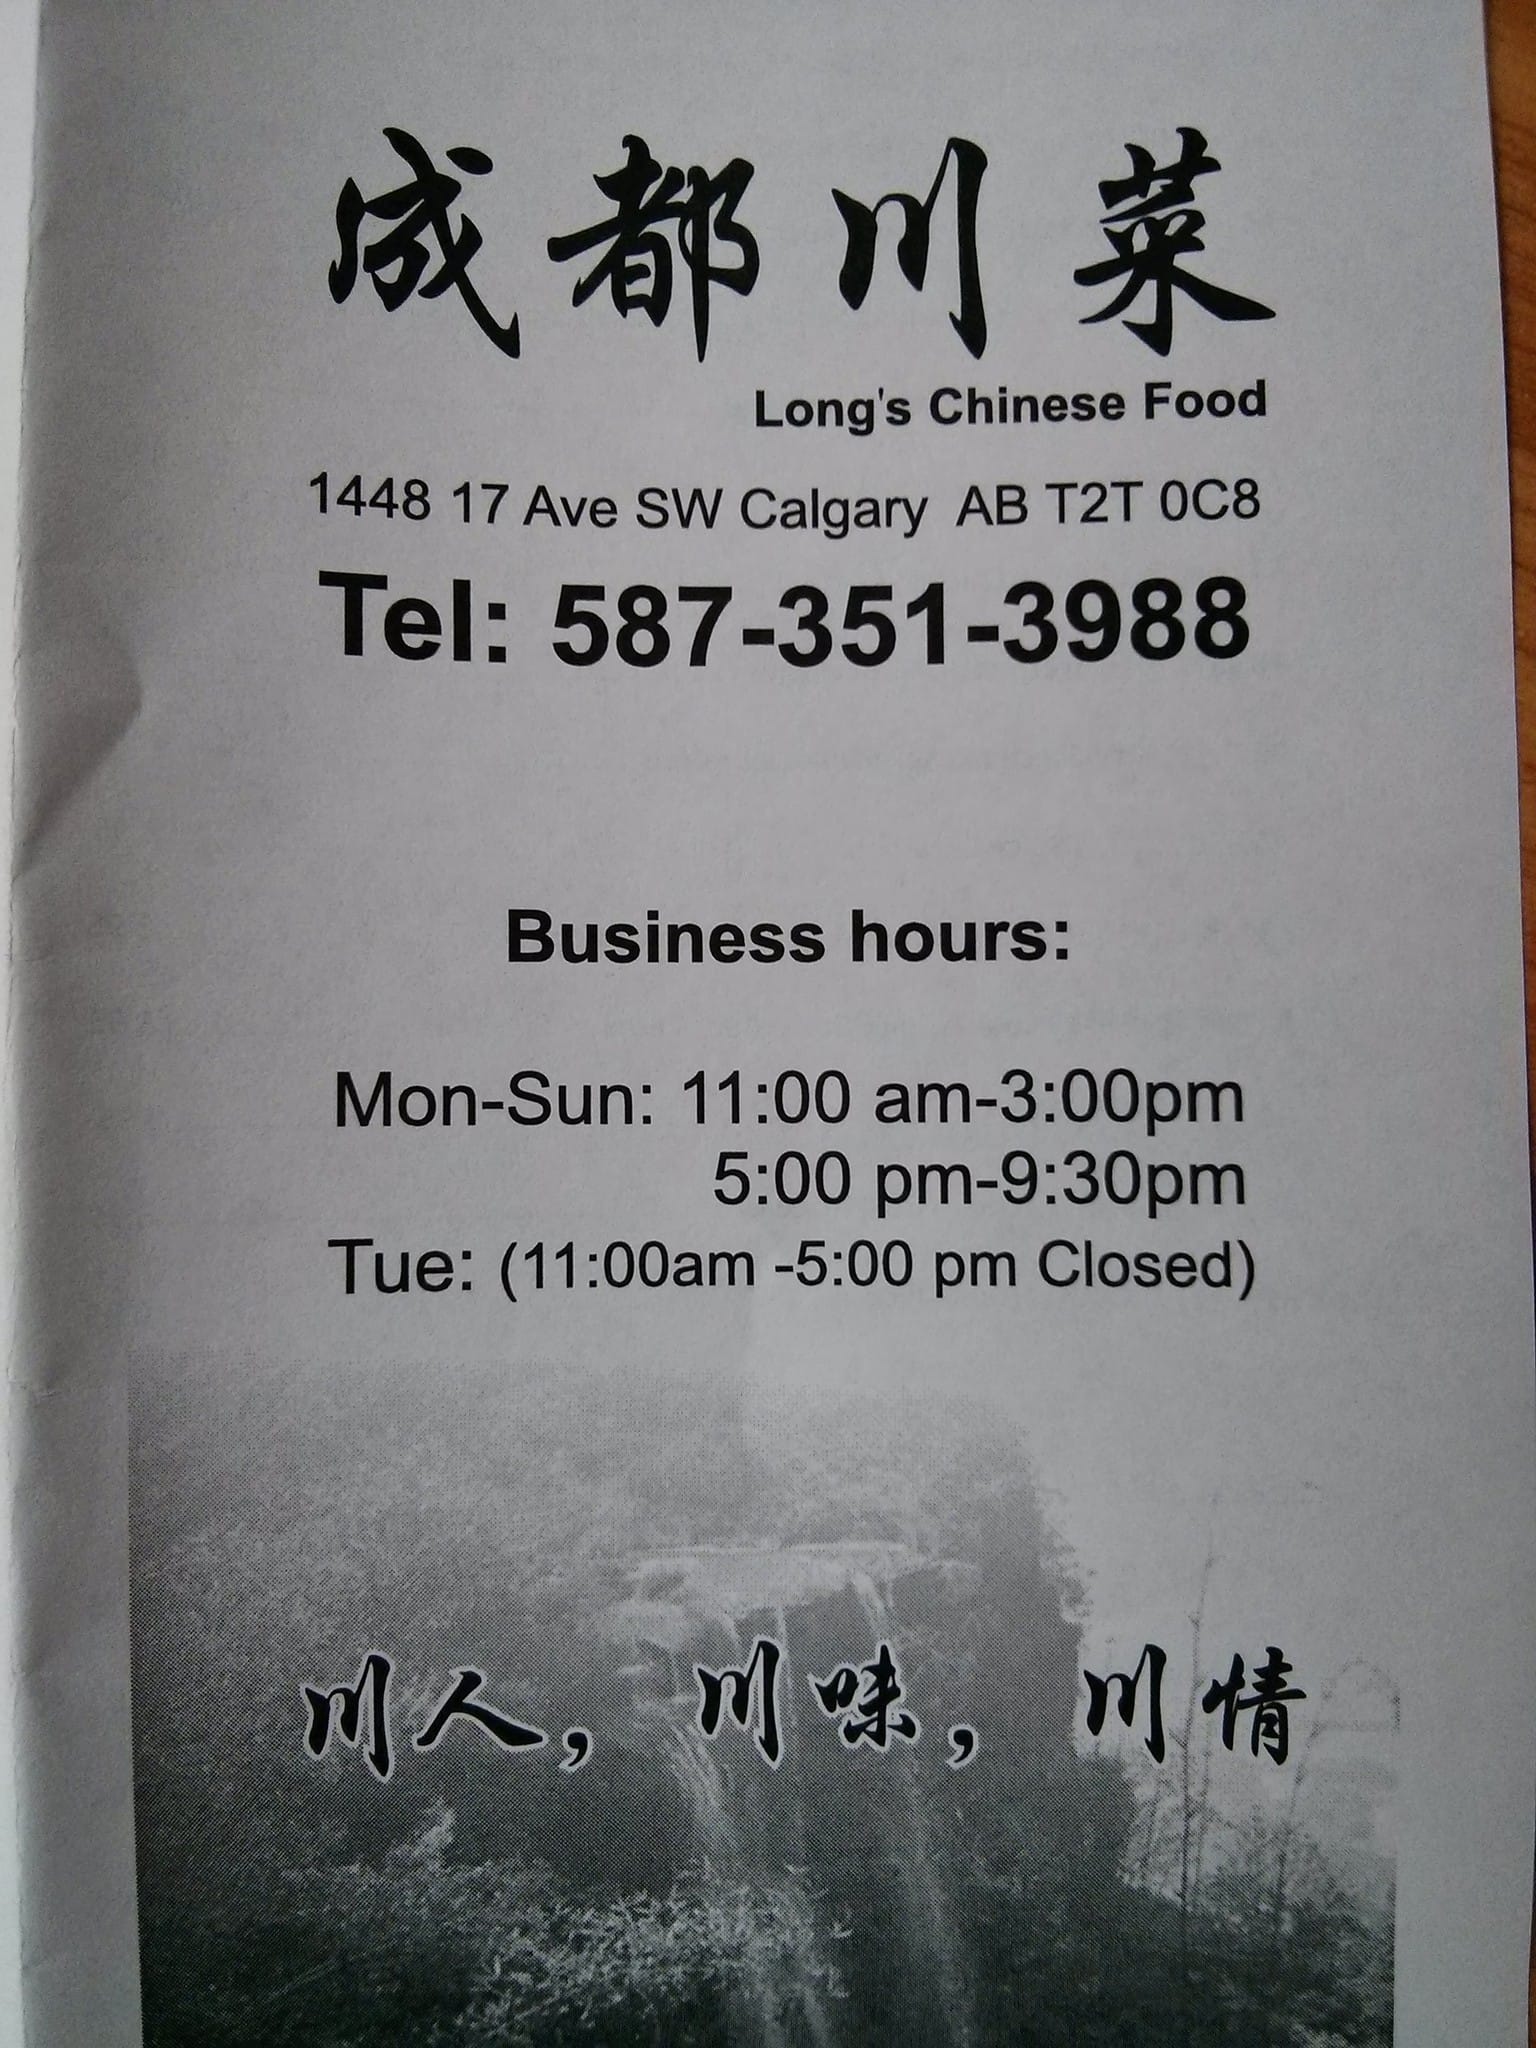 成都川菜
Long's Chinese Food
1448 17 Ave SW Calgary AB T2T 0C8
Tel: 587-351-3988
Business hours:
Mon-Sun: 11:00 am-3:00pm
5:00 pm-9:30pm
Tue: (11:00am -5:00 pm Closed)
川人，川味，川情